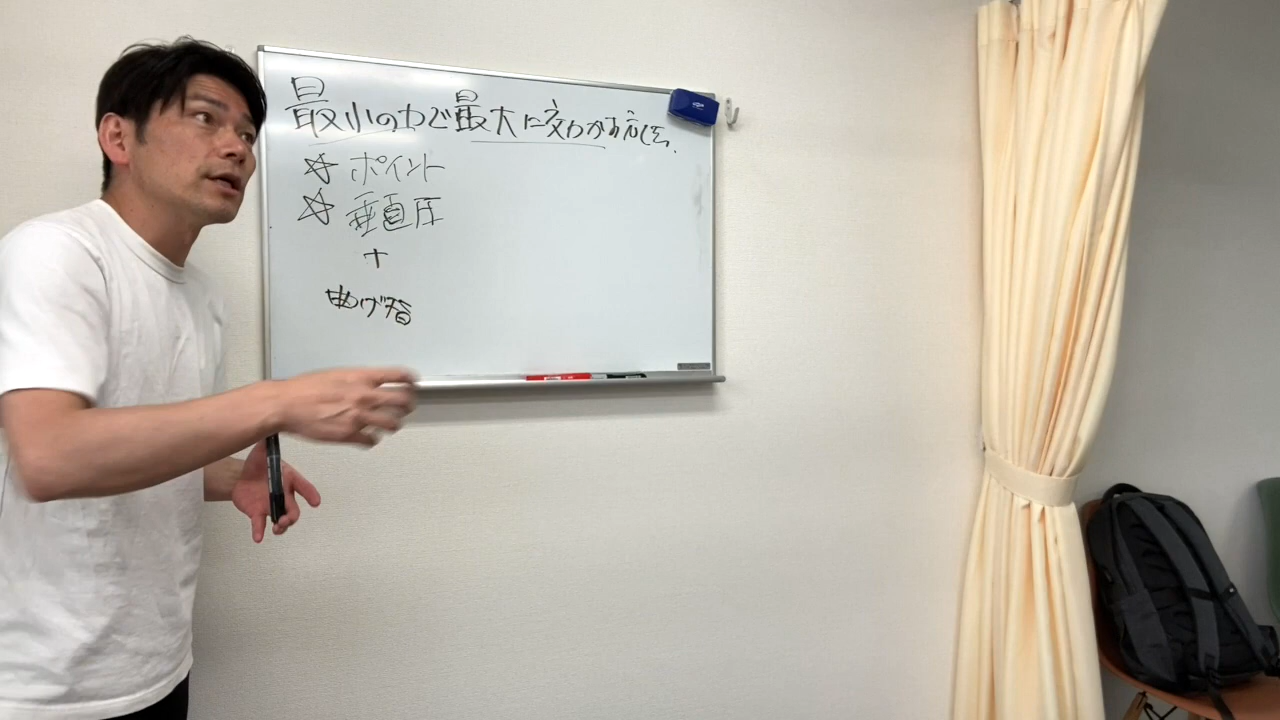 最小の力で最大に効かす方法.
☆ ポイント
☆ 垂直圧
+
曲げ指